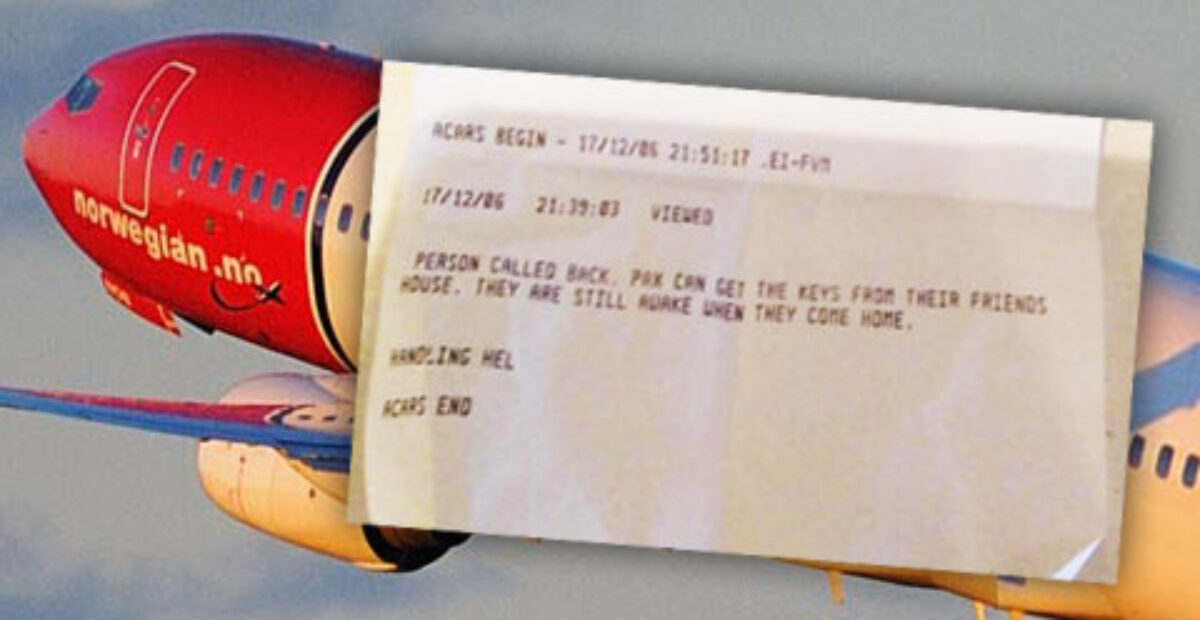 norwegian.no
ACARS BEGIN - 17/12/06 21:51:17 .EI-FVM
17/12/06 21:39:03 VIEWED
PERSON CALLED BACK. PAX CAN GET THE KEYS FROM THEIR FRIENDS
HOUSE. THEY ARE STILL AWAKE WHEN THEY COME HOME.
HANDLING HEL
ACARS END